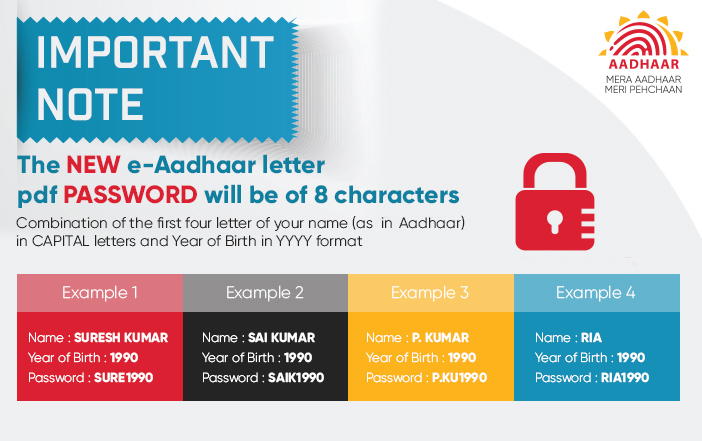 IMPORTANT
NOTE
AADHAAR
MERA AADHAAR
MERI PEHCHAAN
The NEW e-Aadhaar letter
pdf PASSWORD will be of 8 characters
Combination of the first four letter of your name (as in Aadhaar)
in CAPITAL letters and Year of Birth in YYYY format
Example 1
Name : SURESH KUMAR
Year of Birth : 1990
Password : SURE1990
Example 2
Name : SAI KUMAR
Year of Birth : 1990
Password : SAIK1990
Example 3
Name : P. KUMAR
Year of Birth : 1990
Password : P.KU1990
Example 4
Name : RIA
Year of Birth : 1990
Password : RIA1990